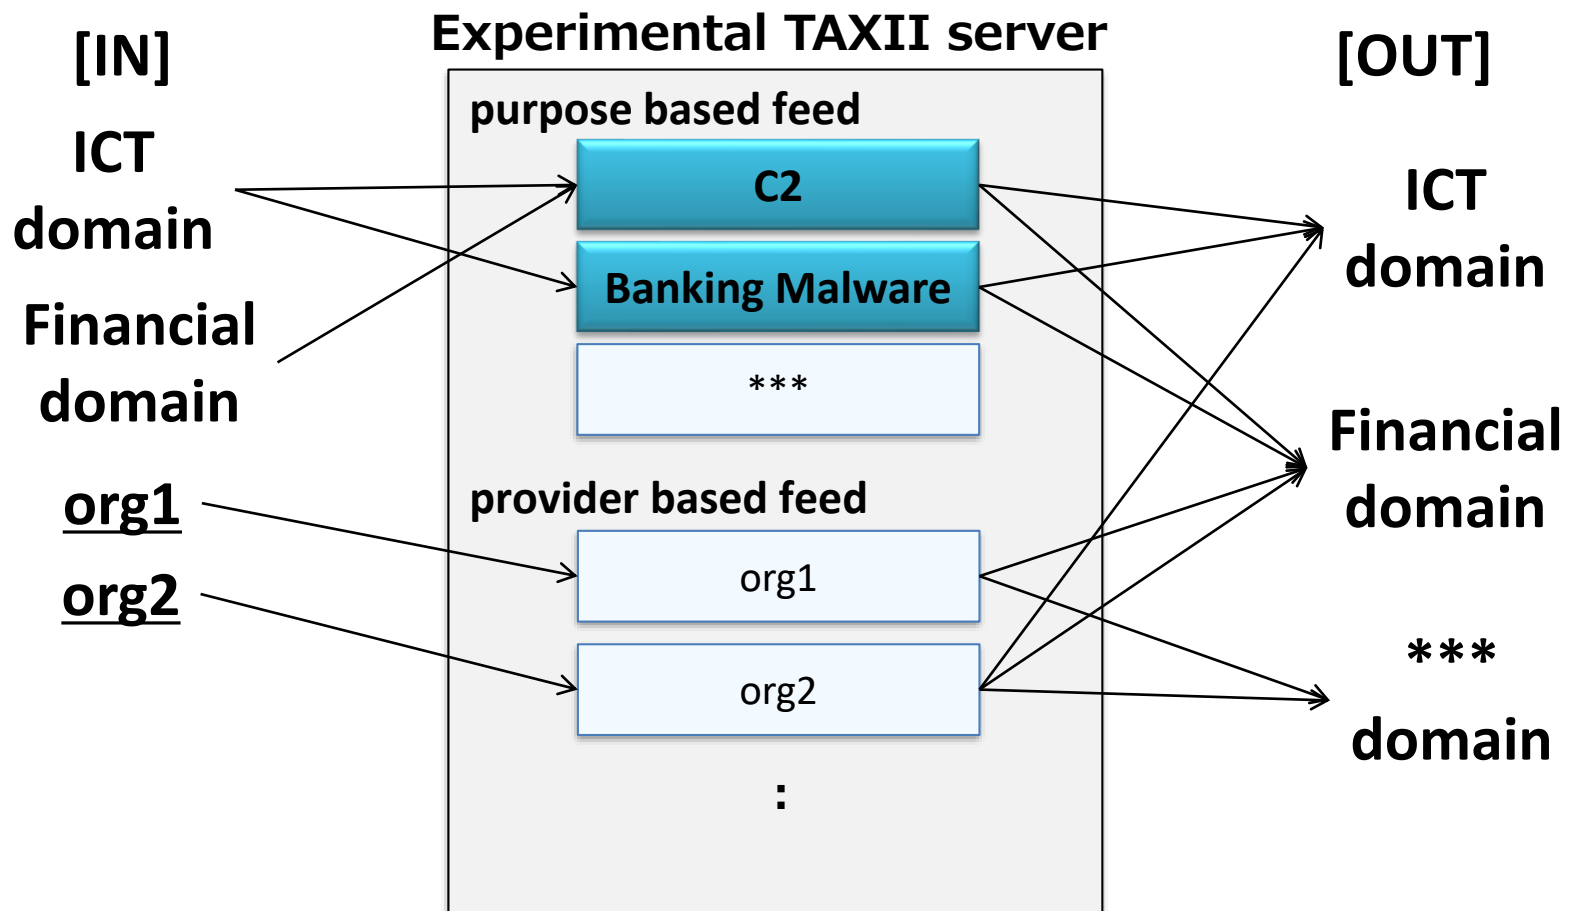 Experimental TAXII server
[IN]
ICT
domain
Financial
domain
org1
org2
purpose based feed
C2
Banking Malware
***
provider based feed
org1
org2
:
[OUT]
ICT
domain
Financial
domain
***
domain